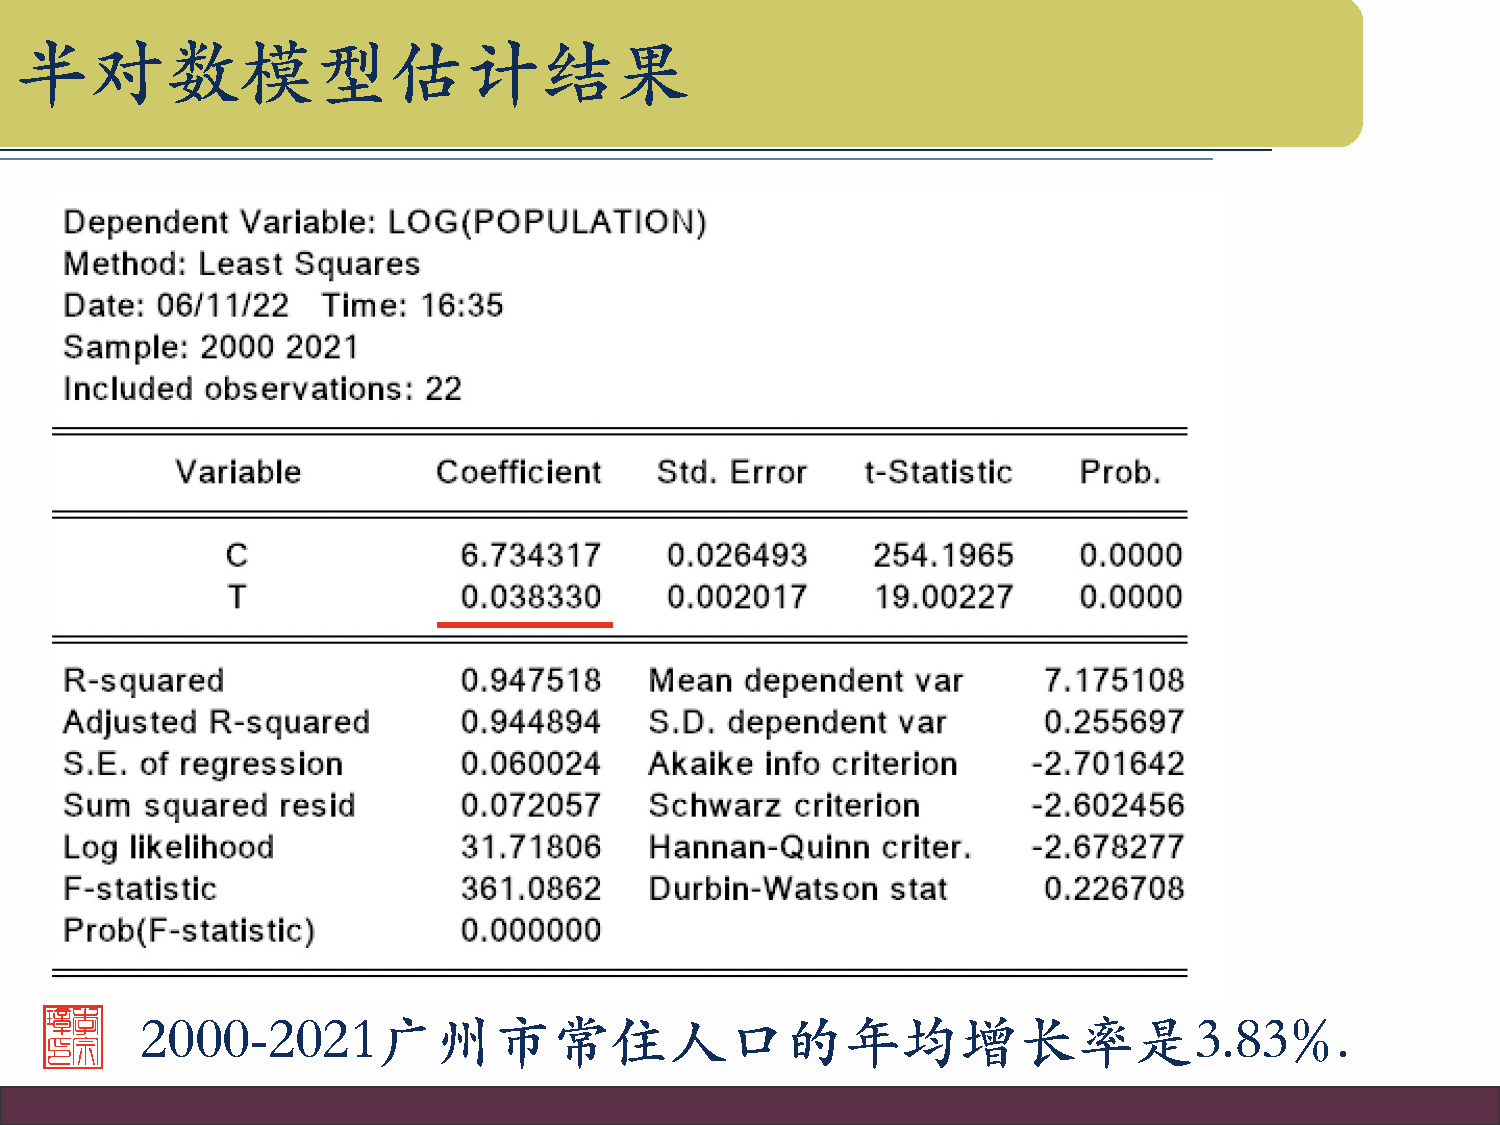 半对数模型估计结果
Dependent Variable: LOG(POPULATION)
Method: Least Squares
Date: 06/11/22 Time: 16:35
Sample: 2000 2021
Included observations: 22
Variable Coefficient Std. Error t-Statistic Prob.
C 6.734317 0.026493 254.1965 0.0000
T 0.038330 0.002017 19.00227 0.0000
R-squared 0.947518 Mean dependent var 7.175108
Adjusted R-squared 0.944894 S.D. dependent var 0.255697
S.E. of regression 0.060024 Akaike info criterion -2.701642
Sum squared resid 0.072057 Schwarz criterion -2.602456
Log likelihood 31.71806 Hannan-Quinn criter. -2.678277
F-statistic 361.0862 Durbin-Watson stat 0.226708
Prob(F-statistic) 0.000000
2000-2021广州市常住人口的年均增长率是3.83%.